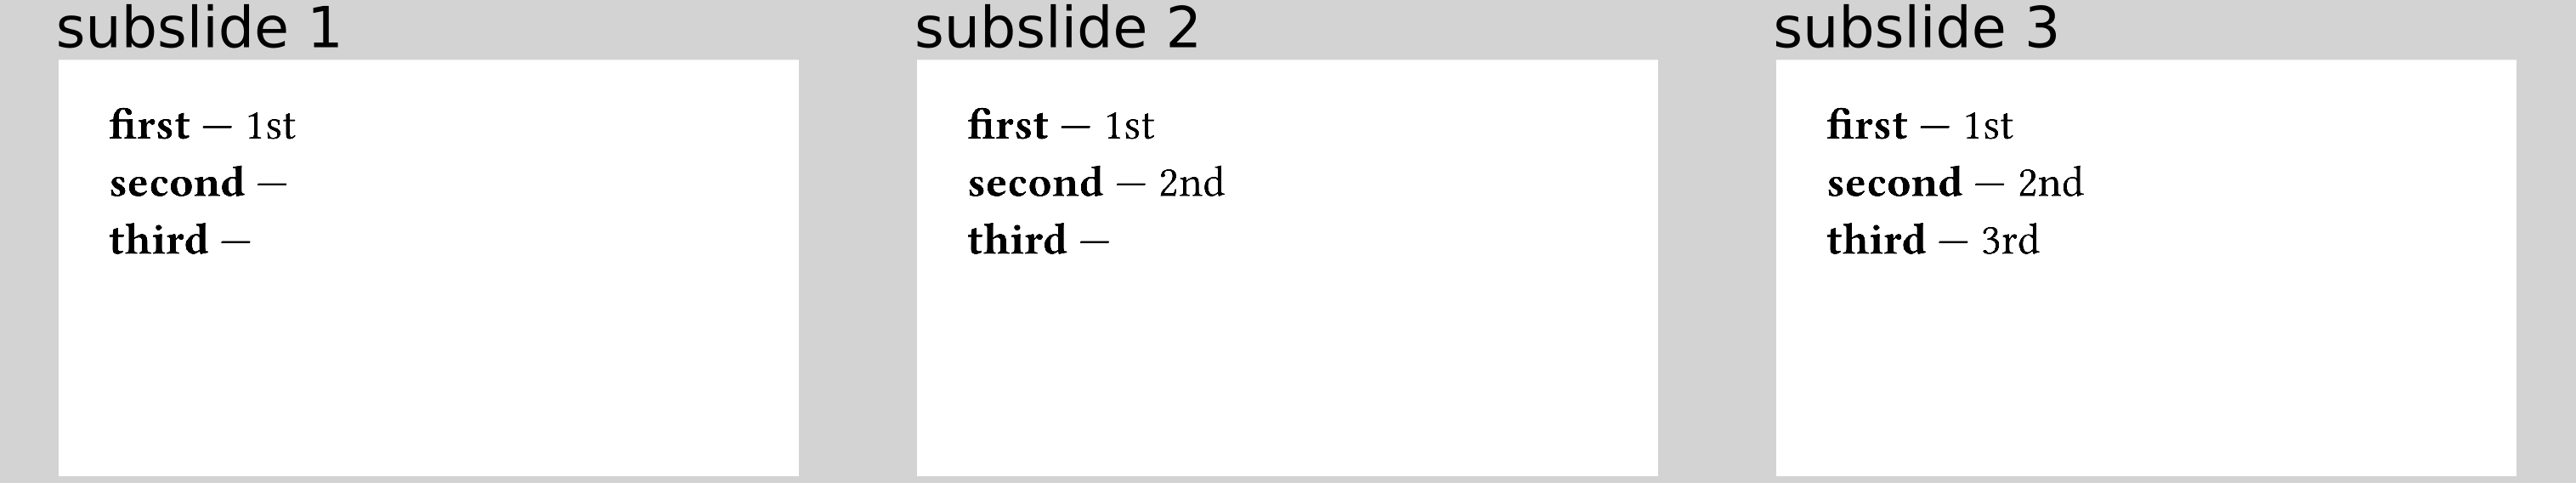 subslide 1
first — 1st
second —
third —
subslide 2
first — 1st
second — 2nd
third —
subslide 3
first — 1st
second — 2nd
third — 3rd